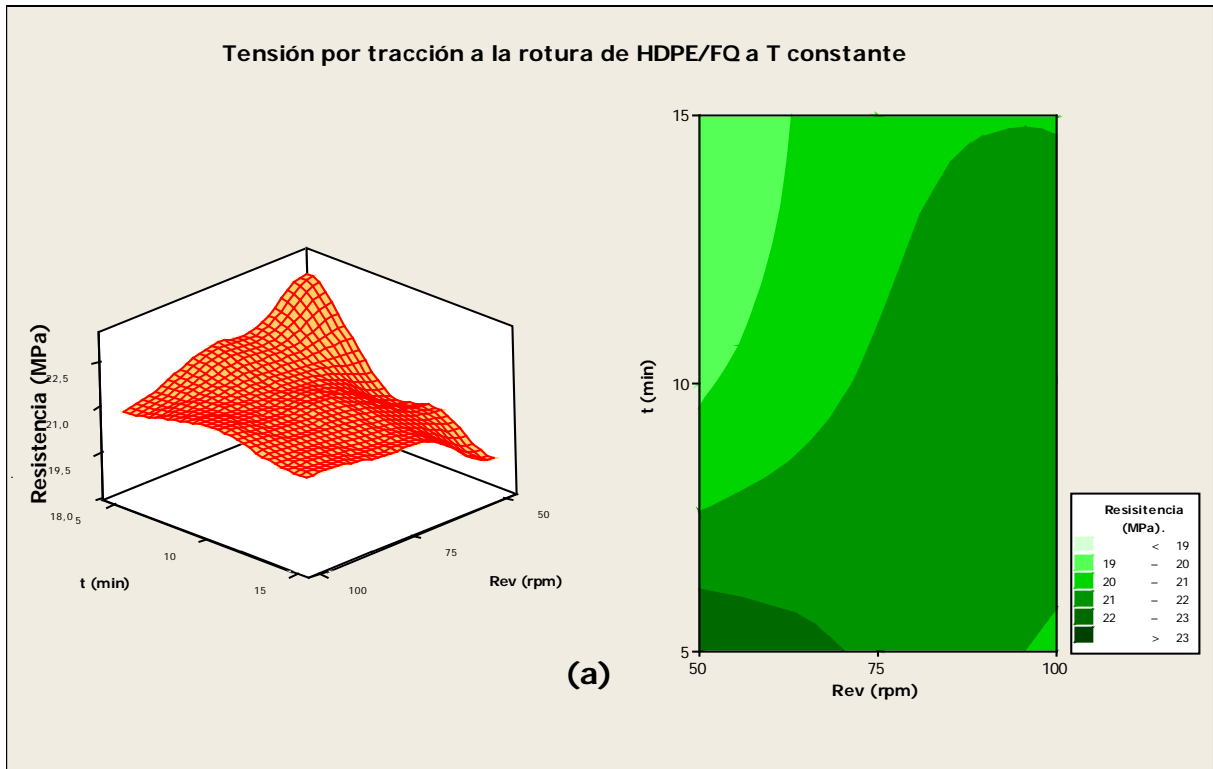 Tensión por tracción a la rotura de HDPE/FQ a T constante
Resistencia (MPa)
22,5
21,0
19,5
18,0
5
10
15
t (min)
50
75
100
Rev (rpm)
15
10
5
t (min)
50
75
100
Rev (rpm)
Resisitencia
(MPa).
< 19
19 – 20
20 – 21
21 – 22
22 – 23
> 23
(a)